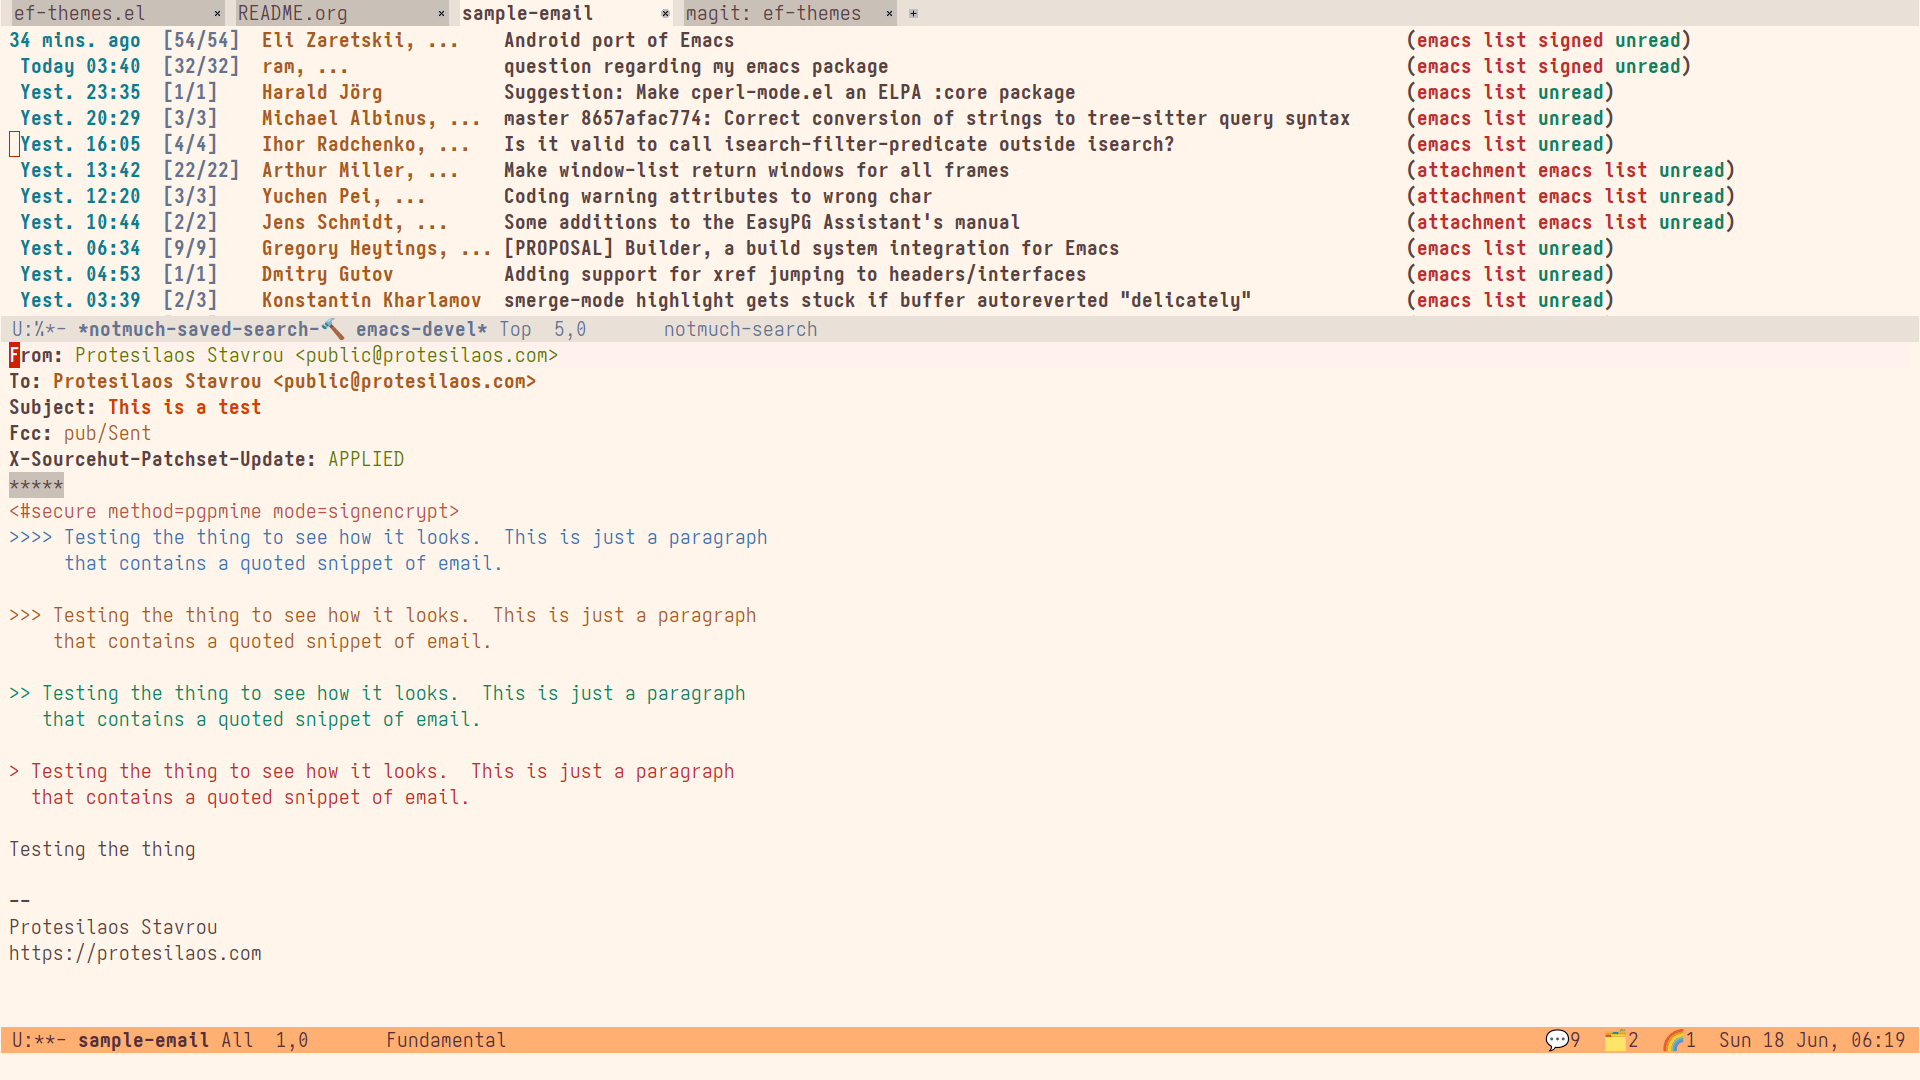 ef-themes.el × README.org × sample-email × magit: ef-themes × +
34 mins. ago [54/54] Eli Zaretskii, ... Android port of Emacs (emacs list signed unread)
Today 03:40 [32/32] ram, ... question regarding my emacs package (emacs list signed unread)
Yest. 23:35 [1/1] Harald Jörg Suggestion: Make cperl-mode.el an ELPA :core package (emacs list unread)
Yest. 20:29 [3/3] Michael Albinus, ... master 8657afac774: Correct conversion of strings to tree-sitter query syntax (emacs list unread)
Yest. 16:05 [4/4] Ihor Radchenko, ... Is it valid to call isearch-filter-predicate outside isearch? (emacs list unread)
Yest. 13:42 [22/22] Arthur Miller, ... Make window-list return windows for all frames (attachment emacs list unread)
Yest. 12:20 [3/3] Yuchen Pei, ... Coding warning attributes to wrong char (attachment emacs list unread)
Yest. 10:44 [2/2] Jens Schmidt, ... Some additions to the EasyPG Assistant's manual (attachment emacs list unread)
Yest. 06:34 [9/9] Gregory Heytings, ... [PROPOSAL] Builder, a build system integration for Emacs (emacs list unread)
Yest. 04:53 [1/1] Dmitry Gutov Adding support for xref jumping to headers/interfaces (emacs list unread)
Yest. 03:39 [2/3] Konstantin Kharlamov smerge-mode highlight gets stuck if buffer autoreverted "delicately" (emacs list unread)
U:%*- *notmuch-saved-search-🔨 emacs-devel* Top 5,0 notmuch-search
From: Protesilaos Stavrou <public@protesilaos.com>
To: Protesilaos Stavrou <public@protesilaos.com>
Subject: This is a test
Fcc: pub/Sent
X-Sourcehut-Patchset-Update: APPLIED
*****
<#secure method=pgpmime mode=signencrypt>
>>>> Testing the thing to see how it looks.  This is just a paragraph
that contains a quoted snippet of email.
>>> Testing the thing to see how it looks.  This is just a paragraph
that contains a quoted snippet of email.
>> Testing the thing to see how it looks.  This is just a paragraph
that contains a quoted snippet of email.
> Testing the thing to see how it looks.  This is just a paragraph
that contains a quoted snippet of email.
Testing the thing
--
Protesilaos Stavrou
https://protesilaos.com
U:**- sample-email All 1,0 Fundamental 💬9 🗂️2 🌈1 Sun 18 Jun, 06:19